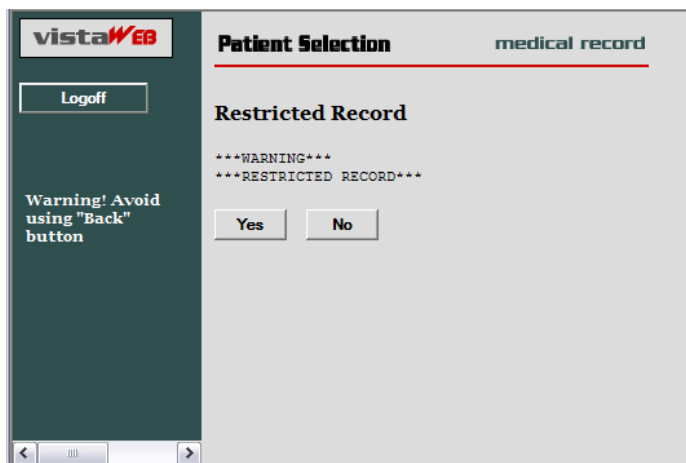 vistaWEB
Logoff
Warning! Avoid
using "Back"
button
Patient Selection
medical record
Restricted Record
***WARNING***
***RESTRICTED RECORD***
Yes
No